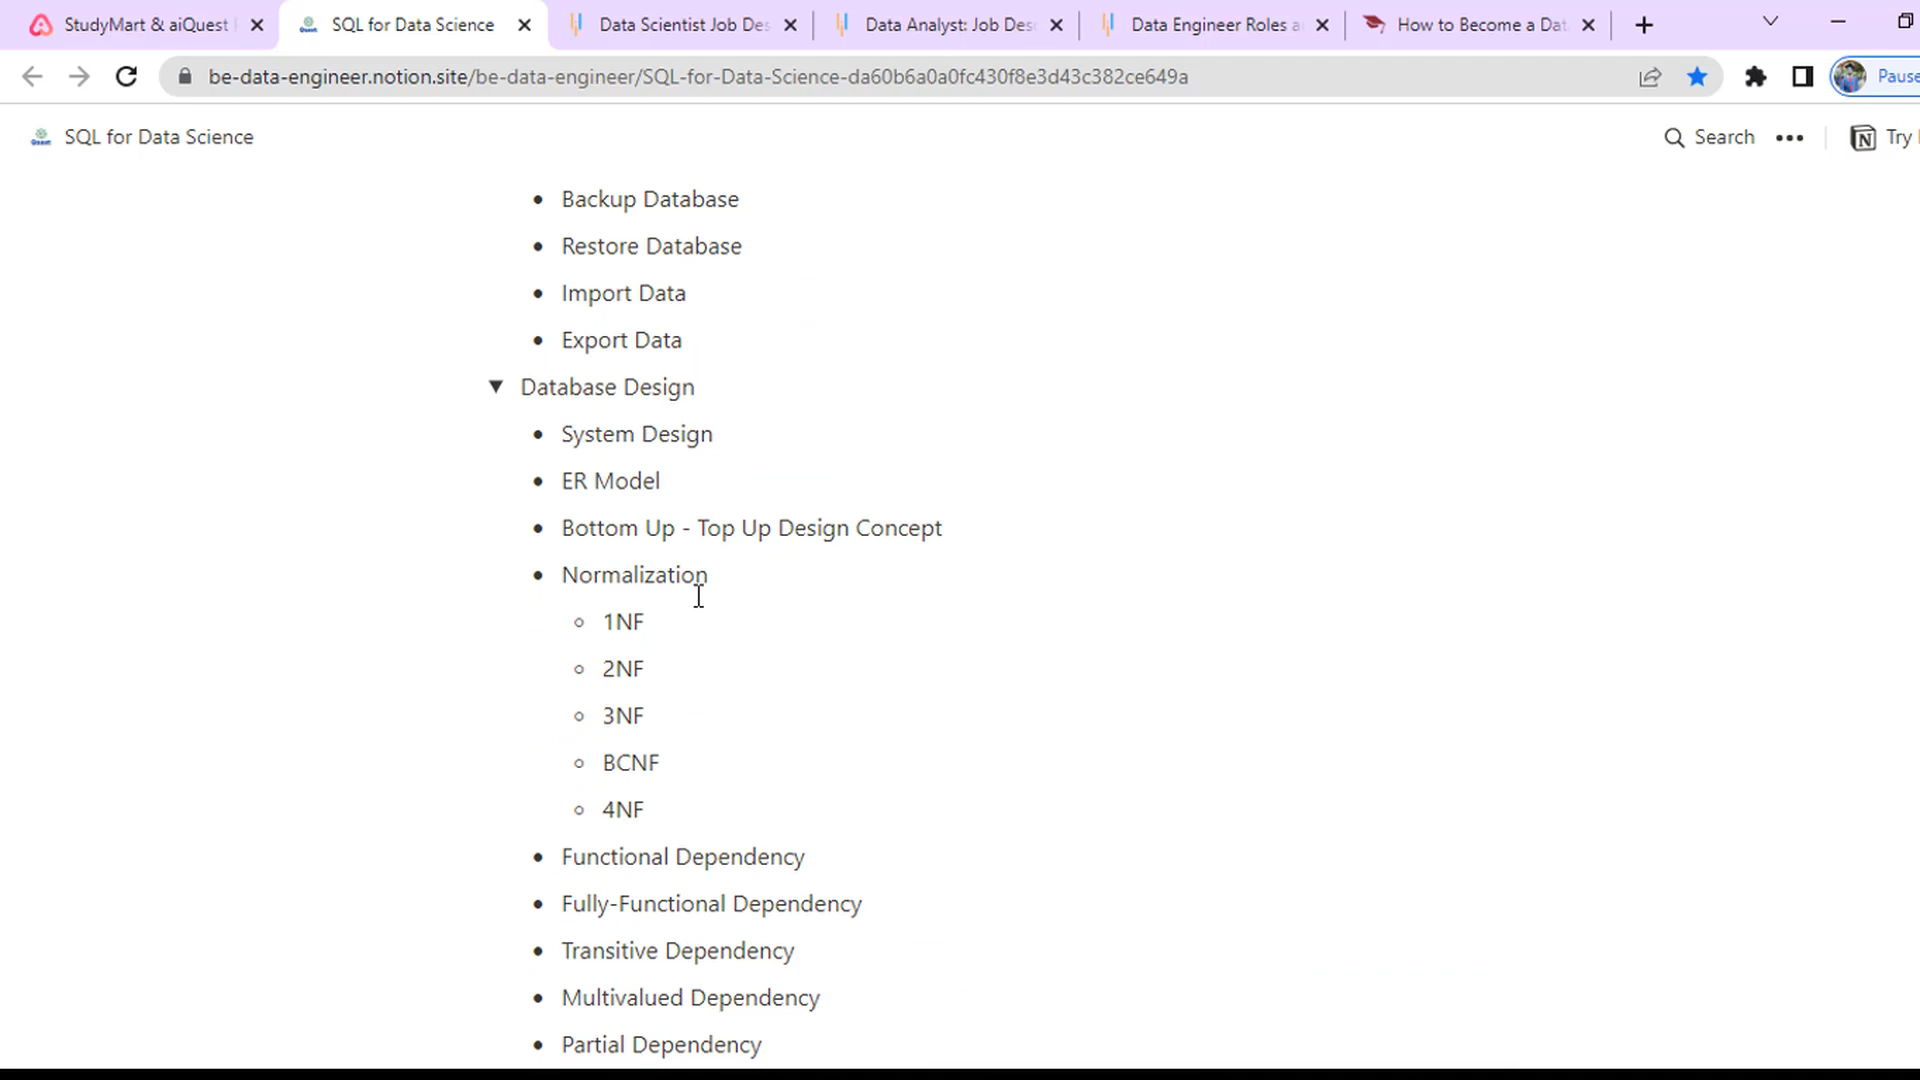 StudyMart & aiQuest
SQL for Data Science
Data Scientist Job Des
Data Analyst: Job Desc
Data Engineer Roles a
How to Become a Dat
be-data-engineer.notion.site/be-data-engineer/SQL-for-Data-Science-da60b6a0a0fc430f8e3d43c382ce649a
Pause
SQL for Data Science
Search
Try
Backup Database
Restore Database
Import Data
Export Data
Database Design
System Design
ER Model
Bottom Up - Top Up Design Concept
Normalization
1NF
2NF
3NF
BCNF
4NF
Functional Dependency
Fully-Functional Dependency
Transitive Dependency
Multivalued Dependency
Partial Dependency